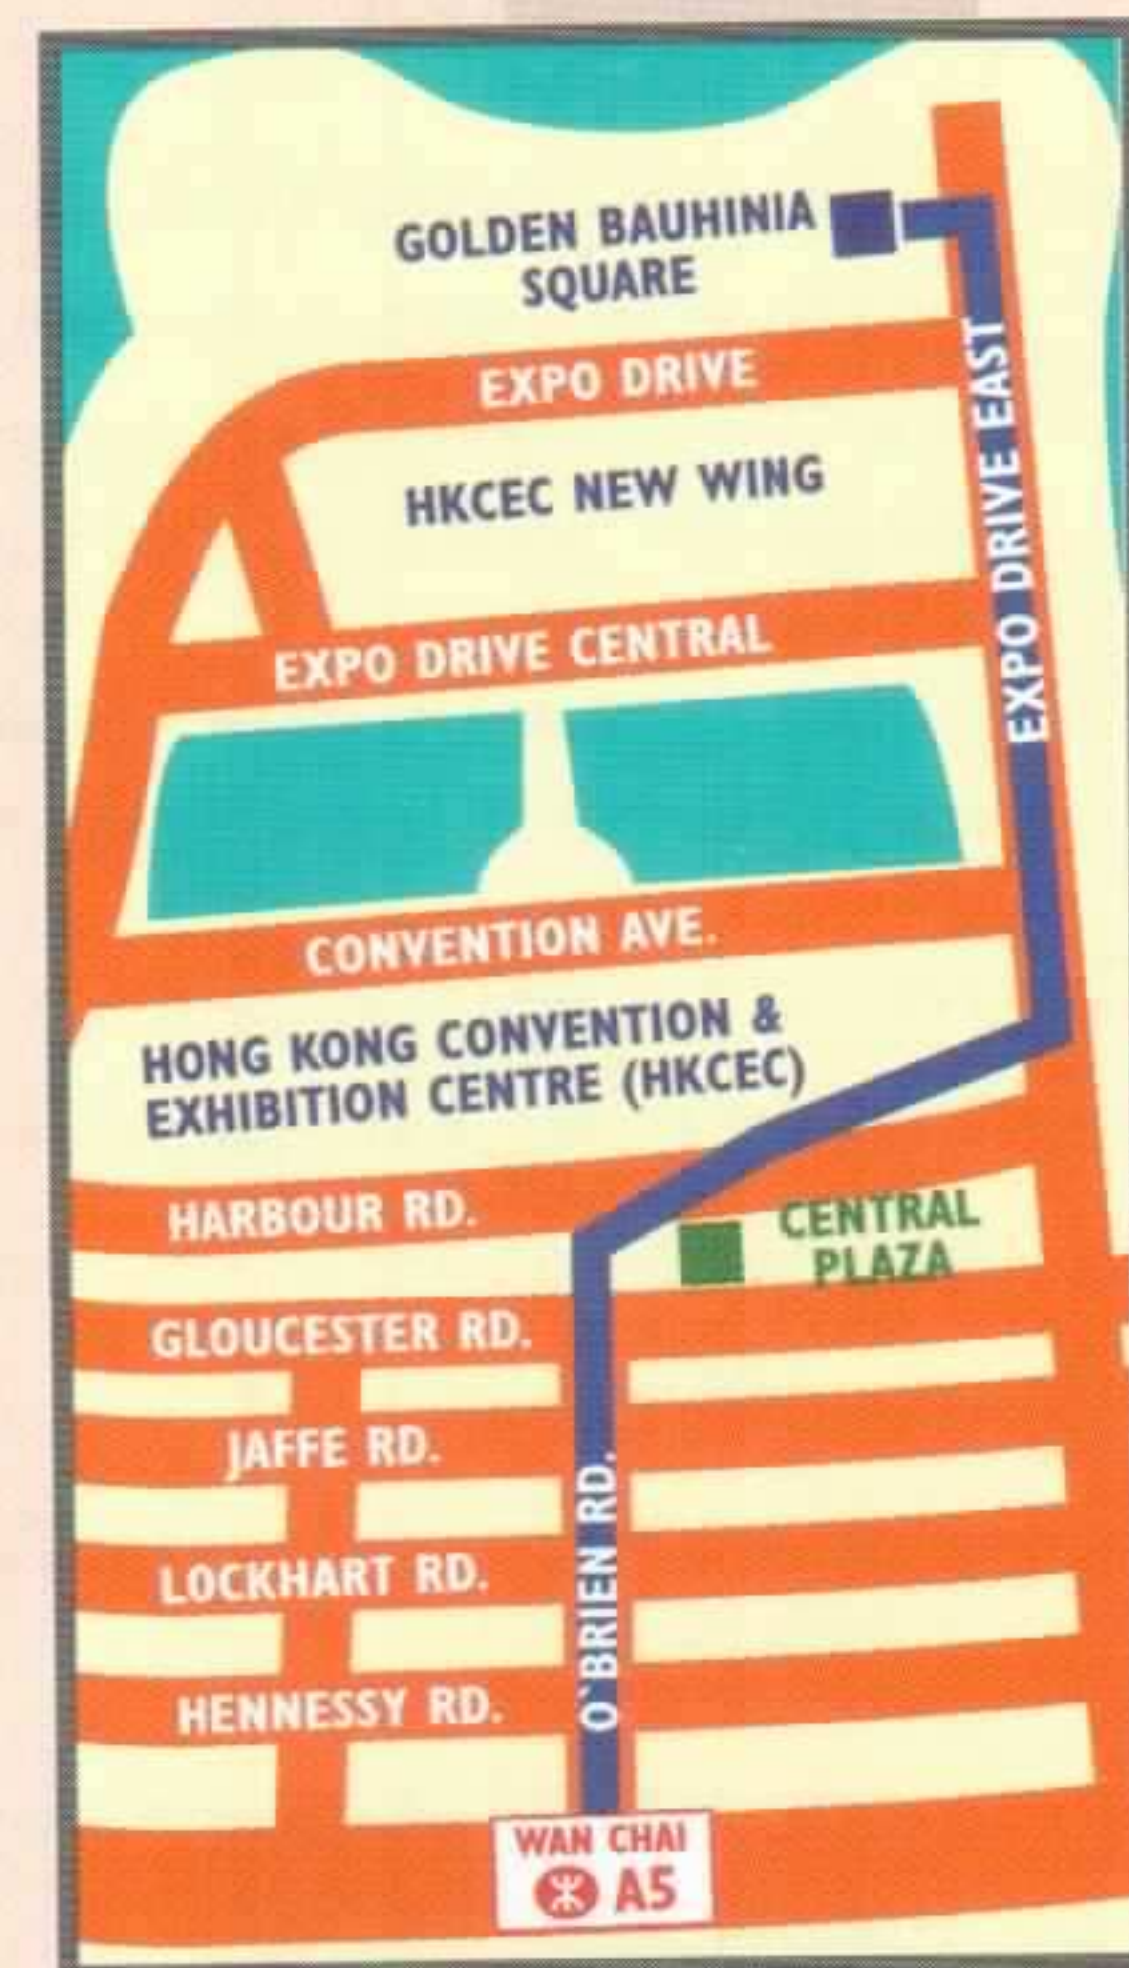 GOLDEN BAUHINIA
SQUARE
EXPO DRIVE
EXPO DRIVE EAST
HKCEC NEW WING
EXPO DRIVE CENTRAL
CONVENTION AVE.
HONG KONG CONVENTION &
EXHIBITION CENTRE (HKCEC)
HARBOUR RD.
CENTRAL
PLAZA
GLOUCESTER RD.
JAFFE RD.
O`BRIEN RD.
LOCKHART RD.
HENNESSY RD.
WAN CHAI
A5